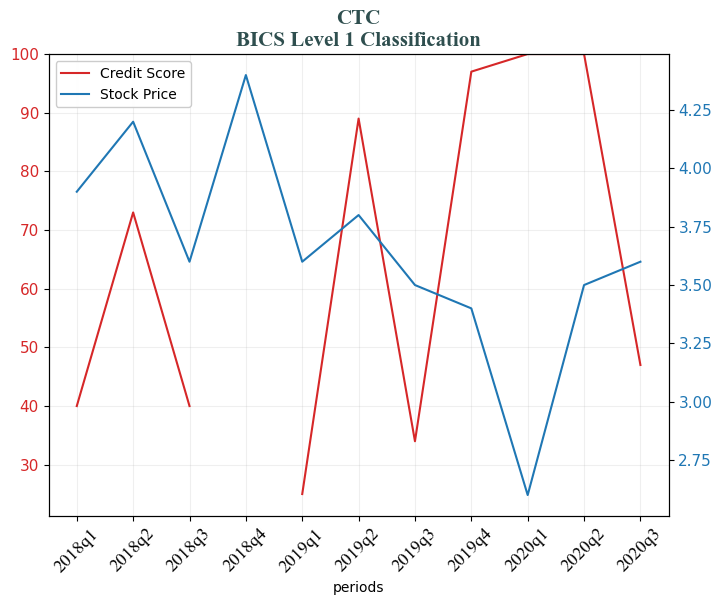 CTC
BICS Level 1 Classification
Credit Score
Stock Price
100
90
80
70
60
50
40
30
4.25
4.00
3.75
3.50
3.25
3.00
2.75
2018q1
2018q2
2018q3
2018q4
2019q1
2019q2
2019q3
2019q4
2020q1
2020q2
2020q3
periods